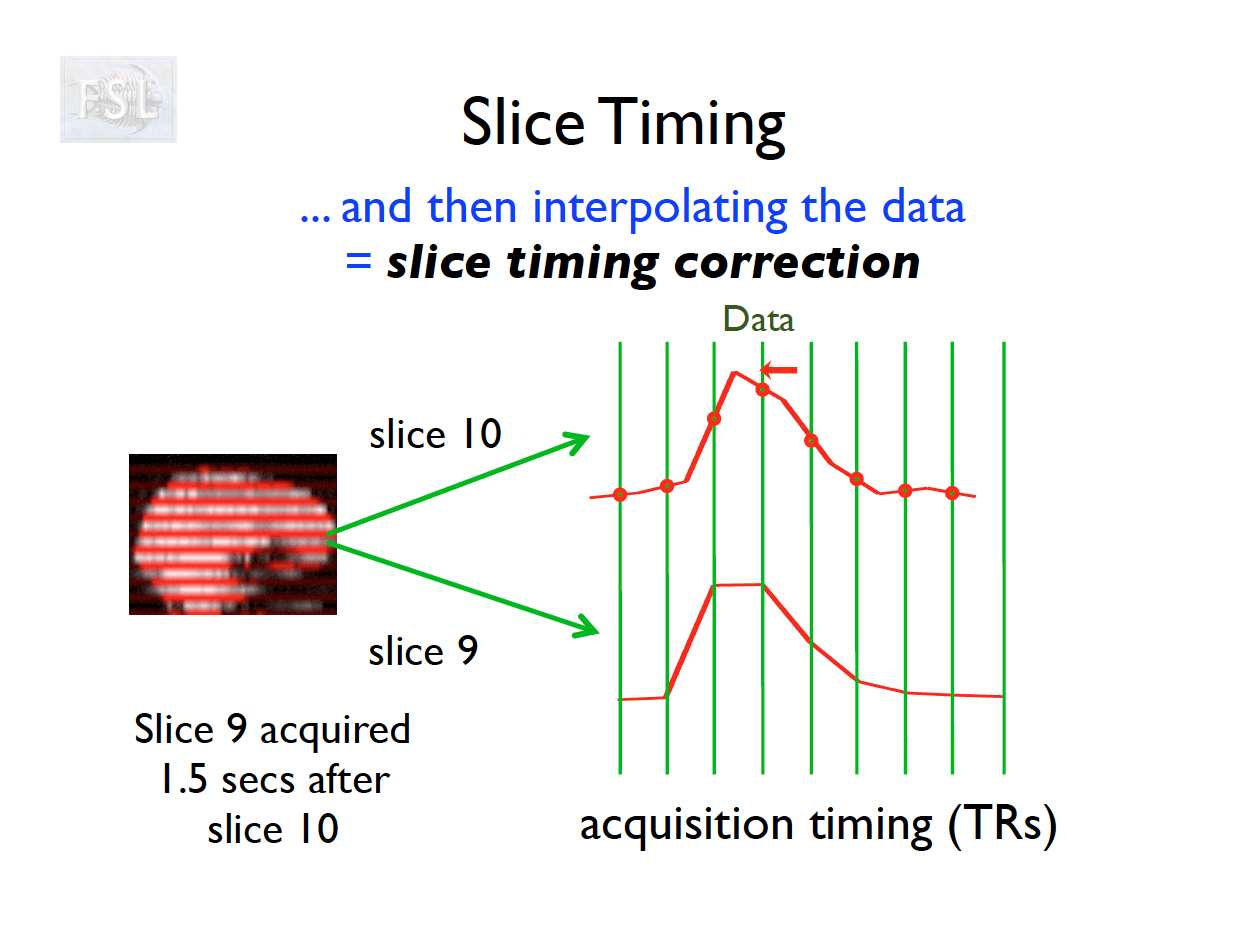 FSL
Slice Timing
... and then interpolating the data
= slice timing correction
Data
slice 10
slice 9
Slice 9 acquired
1.5 secs after
slice 10
acquisition timing (TRs)